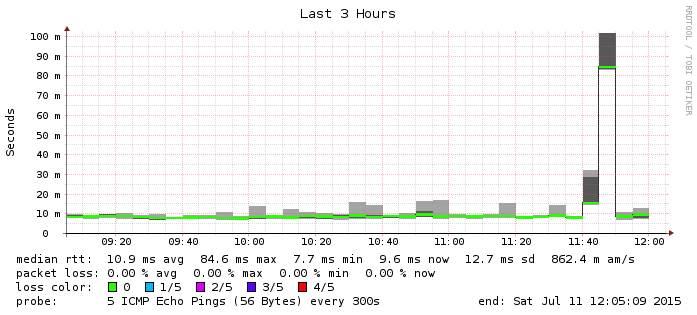 Last 3 Hours
RRDTOOL / TOBI OETIKER
Seconds
100 m
90 m
80 m
70 m
60 m
50 m
40 m
30 m
20 m
10 m
0
09:20 09:40 10:00 10:20 10:40 11:00 11:20 11:40 12:00
median rtt: 10.9 ms avg 84.6 ms max 7.7 ms min 9.6 ms now 12.7 ms sd 862.4 m am/s
packet loss: 0.00 % avg 0.00 % max 0.00 % min 0.00 % now
loss color: 0 1/5 2/5 3/5 4/5
probe: 5 ICMP Echo Pings (56 Bytes) every 300s end: Sat Jul 11 12:05:09 2015